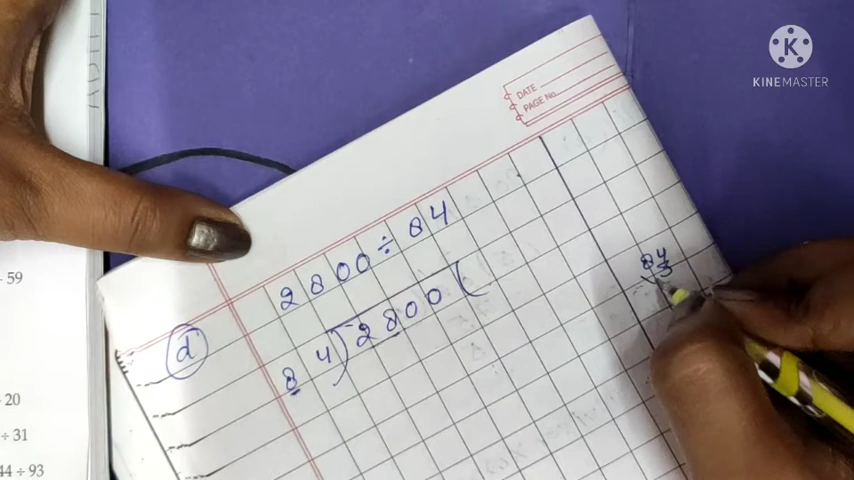 K
KINEMASTER
DATE
PAGE No.
2800 ÷ 84
d
84)2800(
84
3
- 59
- 20
÷ 31
44 ÷ 93